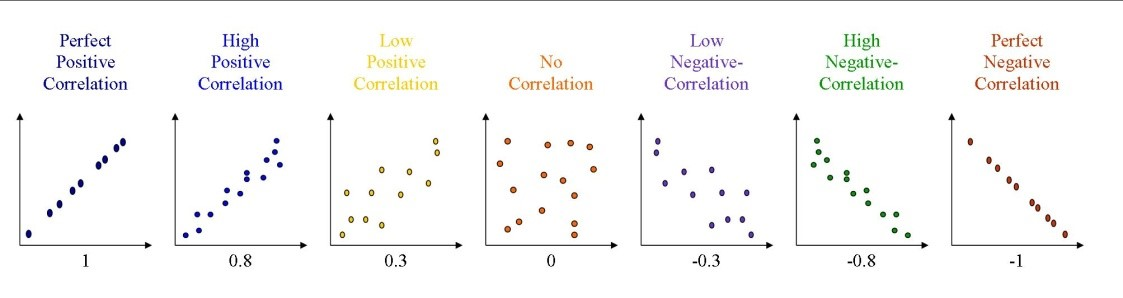 Perfect
Positive
Correlation
High
Positive
Correlation
Low
Positive
Correlation
No
Correlation
Low
Negative-
Correlation
High
Negative-
Correlation
Perfect
Negative
Correlation
1
0.8
0.3
0
-0.3
-0.8
-1